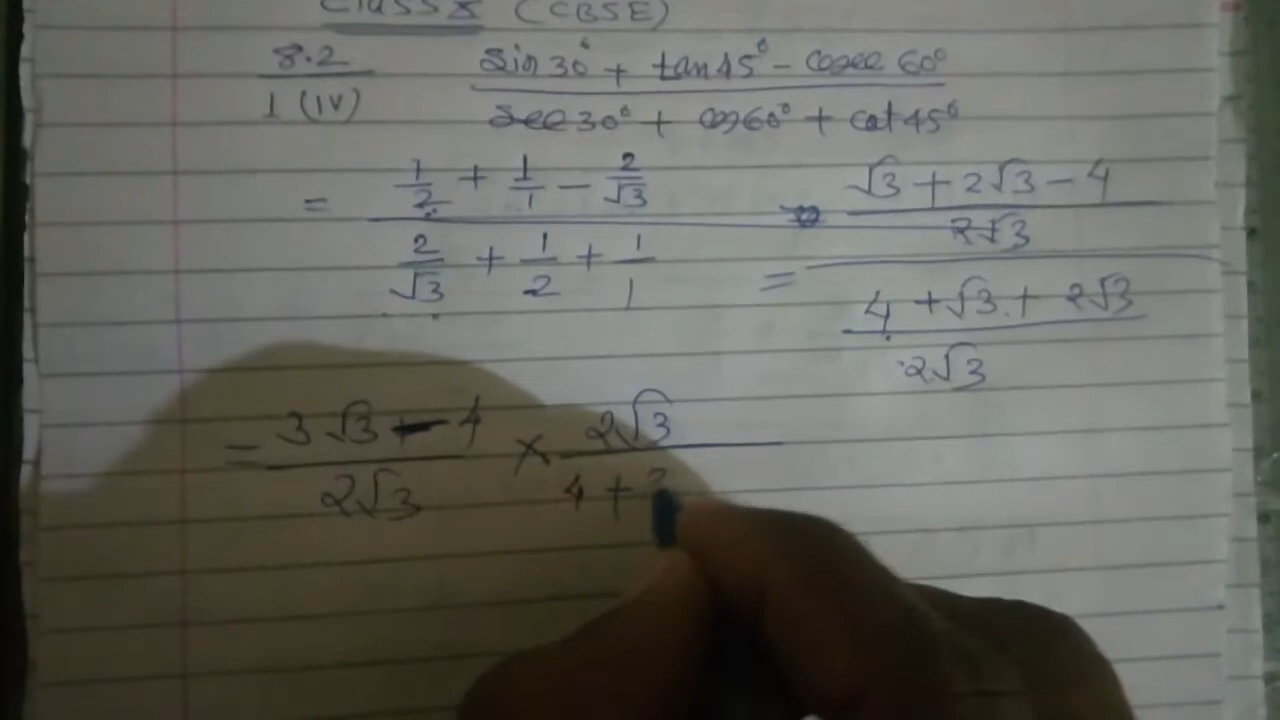 Class X (CBSE)
8.2
1 (IV)
sin 30° + tan 45° - cosec 60°
sec 30° + cos 60° + cot 45°
= 1/2 + 1/1 - 2/√3
2/√3 + 1/2 + 1/1
= √3 + 2√3 - 4
2√3
4 + √3 + 2√3
2√3
= 3√3 - 4 × 2√3
2√3 4 +